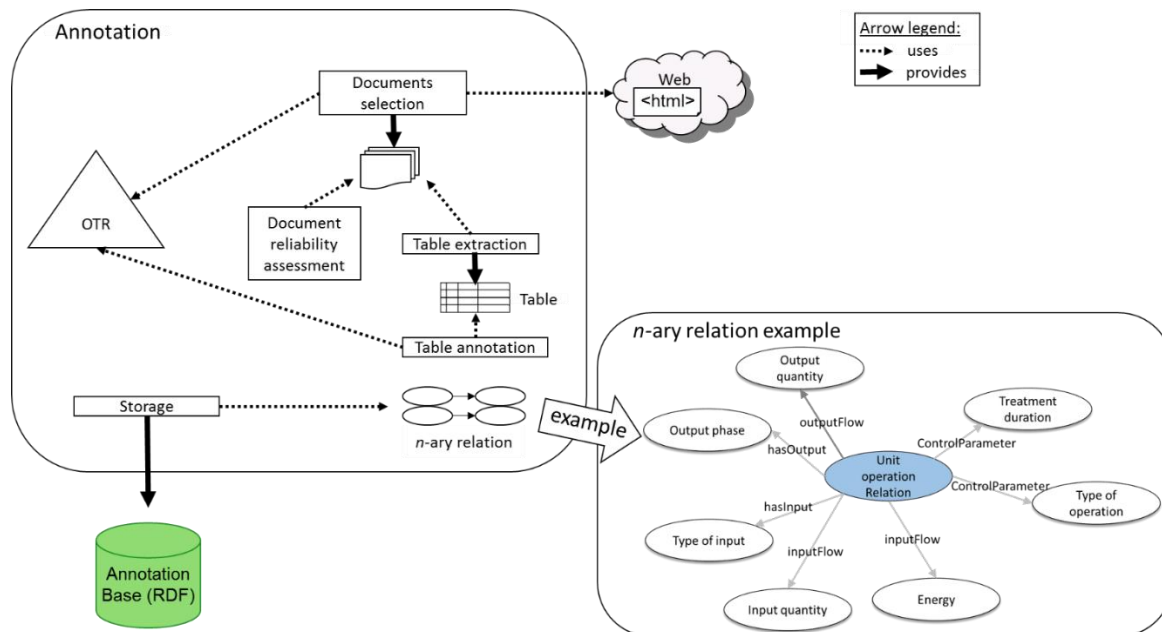 Annotation
Arrow legend:
uses
provides
Documents
selection
Web
<html>
OTR
Document
reliability
assessment
Table extraction
Table
Table annotation
Storage
n-ary relation
example
Annotation
Base (RDF)
n-ary relation example
Output
quantity
Treatment
duration
outputFlow
Output phase
hasOutput
ControlParameter
Unit
operation
Relation
ControlParameter
Type of
operation
hasInput
Type of input
inputFlow
inputFlow
Input quantity
Energy